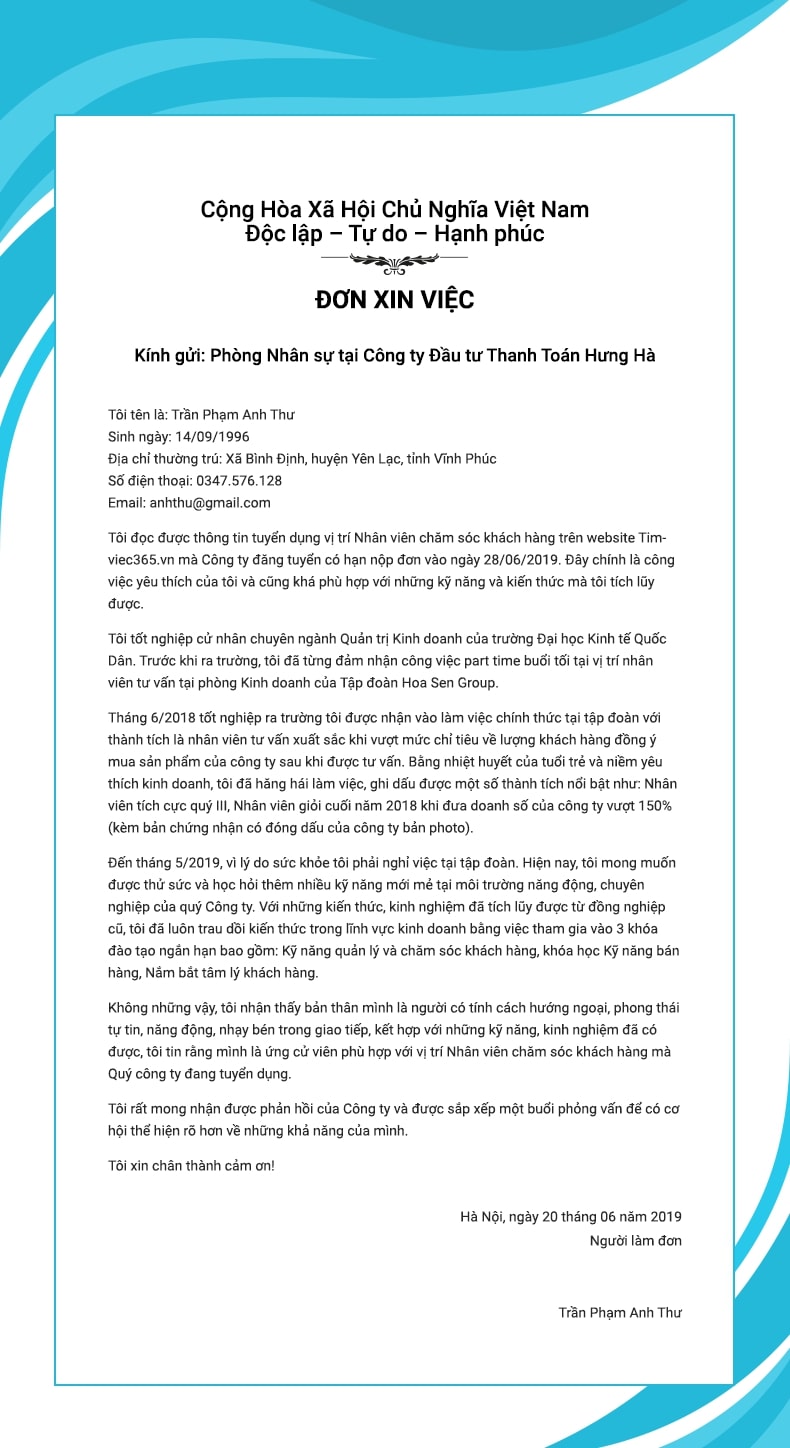 Cộng Hòa Xã Hội Chủ Nghĩa Việt Nam
Độc lập – Tự do – Hạnh phúc
ĐƠN XIN VIỆC
Kính gửi: Phòng Nhân sự tại Công ty Đầu tư Thanh Toán Hưng Hà
Tôi tên là: Trần Phạm Anh Thư
Sinh ngày: 14/09/1996
Địa chỉ thường trú: Xã Bình Định, huyện Yên Lạc, tỉnh Vĩnh Phúc
Số điện thoại: 0347.576.128
Email: anhthu@gmail.com
Tôi đọc được thông tin tuyển dụng vị trí Nhân viên chăm sóc khách hàng trên website Tim-
viec365.vn mà Công ty đăng tuyển có hạn nộp đơn vào ngày 28/06/2019. Đây chính là công
việc yêu thích của tôi và cũng khá phù hợp với những kỹ năng và kiến thức mà tôi tích lũy
được.
Tôi tốt nghiệp cử nhân chuyên ngành Quản trị Kinh doanh của trường Đại học Kinh tế Quốc
Dân. Trước khi ra trường, tôi đã từng đảm nhận công việc part time buổi tối tại vị trí nhân
viên tư vấn tại phòng Kinh doanh của Tập đoàn Hoa Sen Group.
Tháng 6/2018 tốt nghiệp ra trường tôi được nhận vào làm việc chính thức tại tập đoàn với
thành tích là nhân viên tư vấn xuất sắc khi vượt mức chỉ tiêu về lượng khách hàng đồng ý
mua sản phẩm của công ty sau khi được tư vấn. Bằng nhiệt huyết của tuổi trẻ và niềm yêu
thích kinh doanh, tôi đã hăng hái làm việc, ghi dấu được một số thành tích nổi bật như: Nhân
viên tích cực quý III, Nhân viên giỏi cuối năm 2018 khi đưa doanh số của công ty vượt 150%
(kèm bản chứng nhận có đóng dấu của công ty bản photo).
Đến tháng 5/2019, vì lý do sức khỏe tôi phải nghỉ việc tại tập đoàn. Hiện nay, tôi mong muốn
được thử sức và học hỏi thêm nhiều kỹ năng mới mẻ tại môi trường năng động, chuyên
nghiệp của quý Công ty. Với những kiến thức, kinh nghiệm đã tích lũy được từ đồng nghiệp
cũ, tôi đã luôn trau dồi kiến thức trong lĩnh vực kinh doanh bằng việc tham gia vào 3 khóa
đào tạo ngắn hạn bao gồm: Kỹ năng quản lý và chăm sóc khách hàng, khóa học Kỹ năng bán
hàng, Nắm bắt tâm lý khách hàng.
Không những vậy, tôi nhận thấy bản thân mình là người có tính cách hướng ngoại, phong thái
tự tin, năng động, nhạy bén trong giao tiếp, kết hợp với những kỹ năng, kinh nghiệm đã có
được, tôi tin rằng mình là ứng cử viên phù hợp với vị trí Nhân viên chăm sóc khách hàng mà
Quý công ty đang tuyển dụng.
Tôi rất mong nhận được phản hồi của Công ty và được sắp xếp một buổi phỏng vấn để có cơ
hội thể hiện rõ hơn về những khả năng của mình.
Tôi xin chân thành cảm ơn!
Hà Nội, ngày 20 tháng 06 năm 2019
Người làm đơn
Trần Phạm Anh Thư